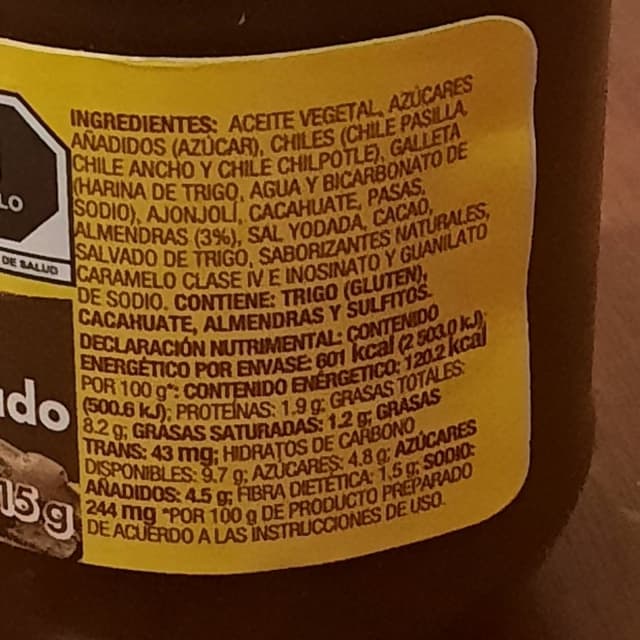 INGREDIENTES: ACEITE VEGETAL, AZÚCARES
AÑADIDOS (AZÚCAR), CHILES (CHILE PASILLA,
CHILE ANCHO Y CHILE CHILPOTLE), GALLETA
(HARINA DE TRIGO, AGUA Y BICARBONATO DE
SODIO), AJONJOLÍ, CACAHUATE, PASAS,
ALMENDRAS (3%), SAL YODADA, CACAO,
SALVADO DE TRIGO, SABORIZANTES NATURALES,
CARAMELO CLASE IV E INOSINATO Y GUANILATO
DE SODIO. CONTIENE: TRIGO (GLUTEN),
CACAHUATE, ALMENDRAS Y SULFITOS.
DECLARACIÓN NUTRIMENTAL: CONTENIDO
ENERGÉTICO POR ENVASE: 601 kcal (2 503.0 kJ);
POR 100 g*: CONTENIDO ENERGÉTICO: 120.2 kcal
(500.6 kJ); PROTEÍNAS: 1.9 g; GRASAS TOTALES:
8.2 g; GRASAS SATURADAS: 1.2 g; GRASAS
TRANS: 43 mg; HIDRATOS DE CARBONO
DISPONIBLES: 9.7 g; AZÚCARES: 4.8 g; AZÚCARES
AÑADIDOS: 4.5 g; FIBRA DIETÉTICA: 1.5 g; SODIO:
244 mg *POR 100 g DE PRODUCTO PREPARADO
DE ACUERDO A LAS INSTRUCCIONES DE USO.
LO
DE SALUD
do
15 g